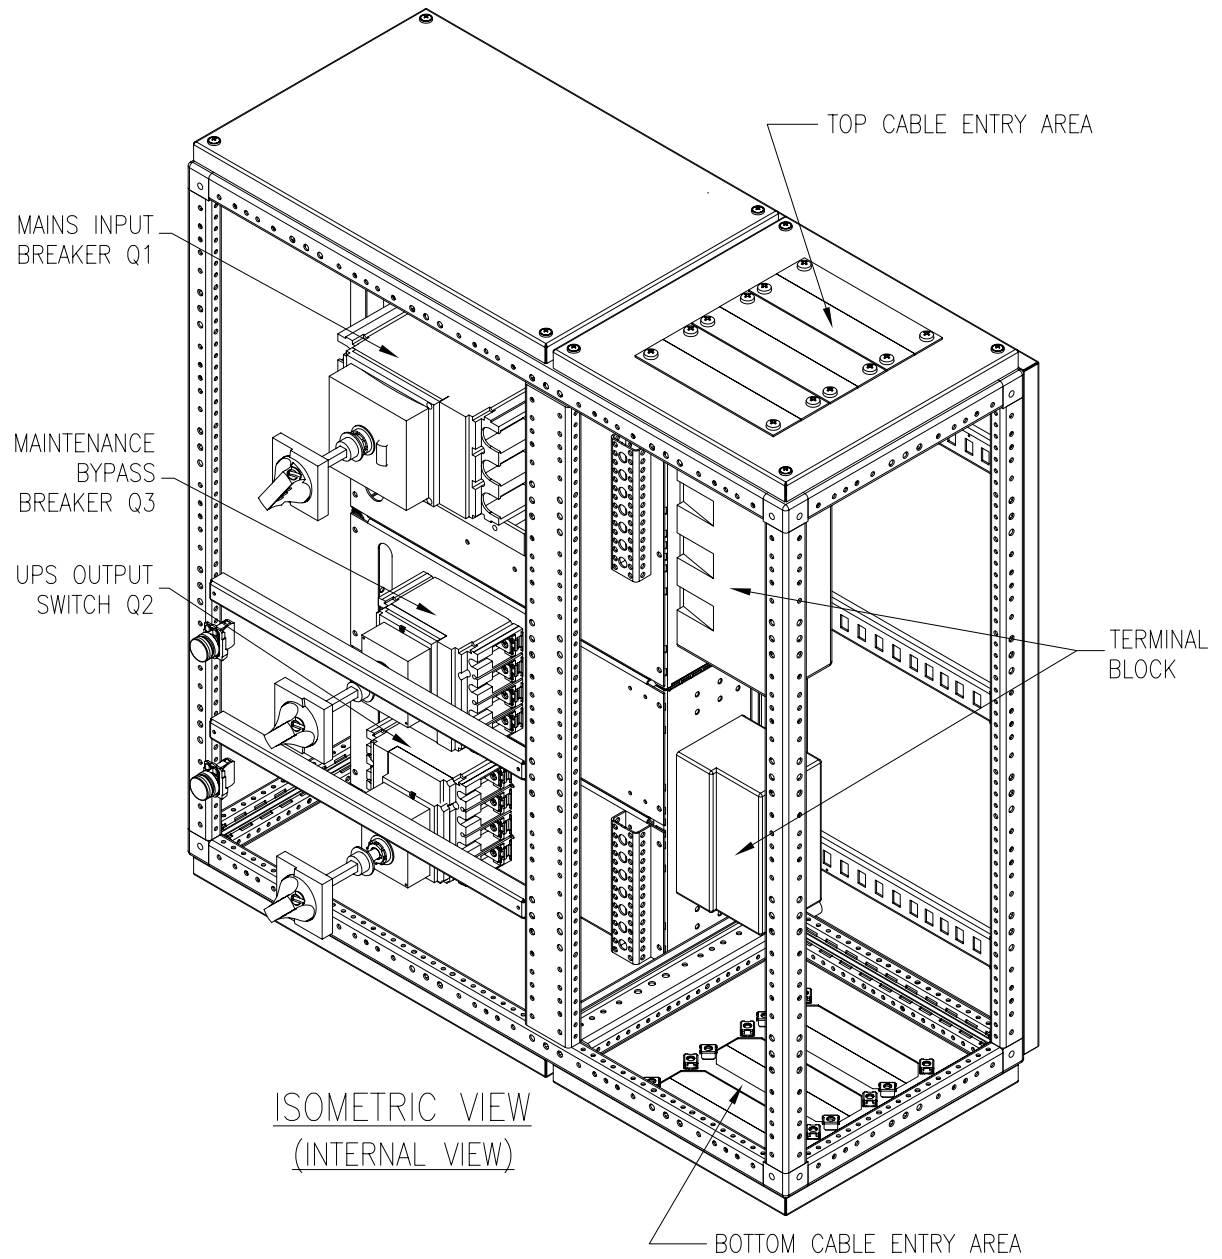 TOP CABLE ENTRY AREA
MAINS INPUT
BREAKER Q1
MAINTENANCE
BYPASS
BREAKER Q3
UPS OUTPUT
SWITCH Q2
TERMINAL
BLOCK
ISOMETRIC VIEW
(INTERNAL VIEW)
BOTTOM CABLE ENTRY AREA